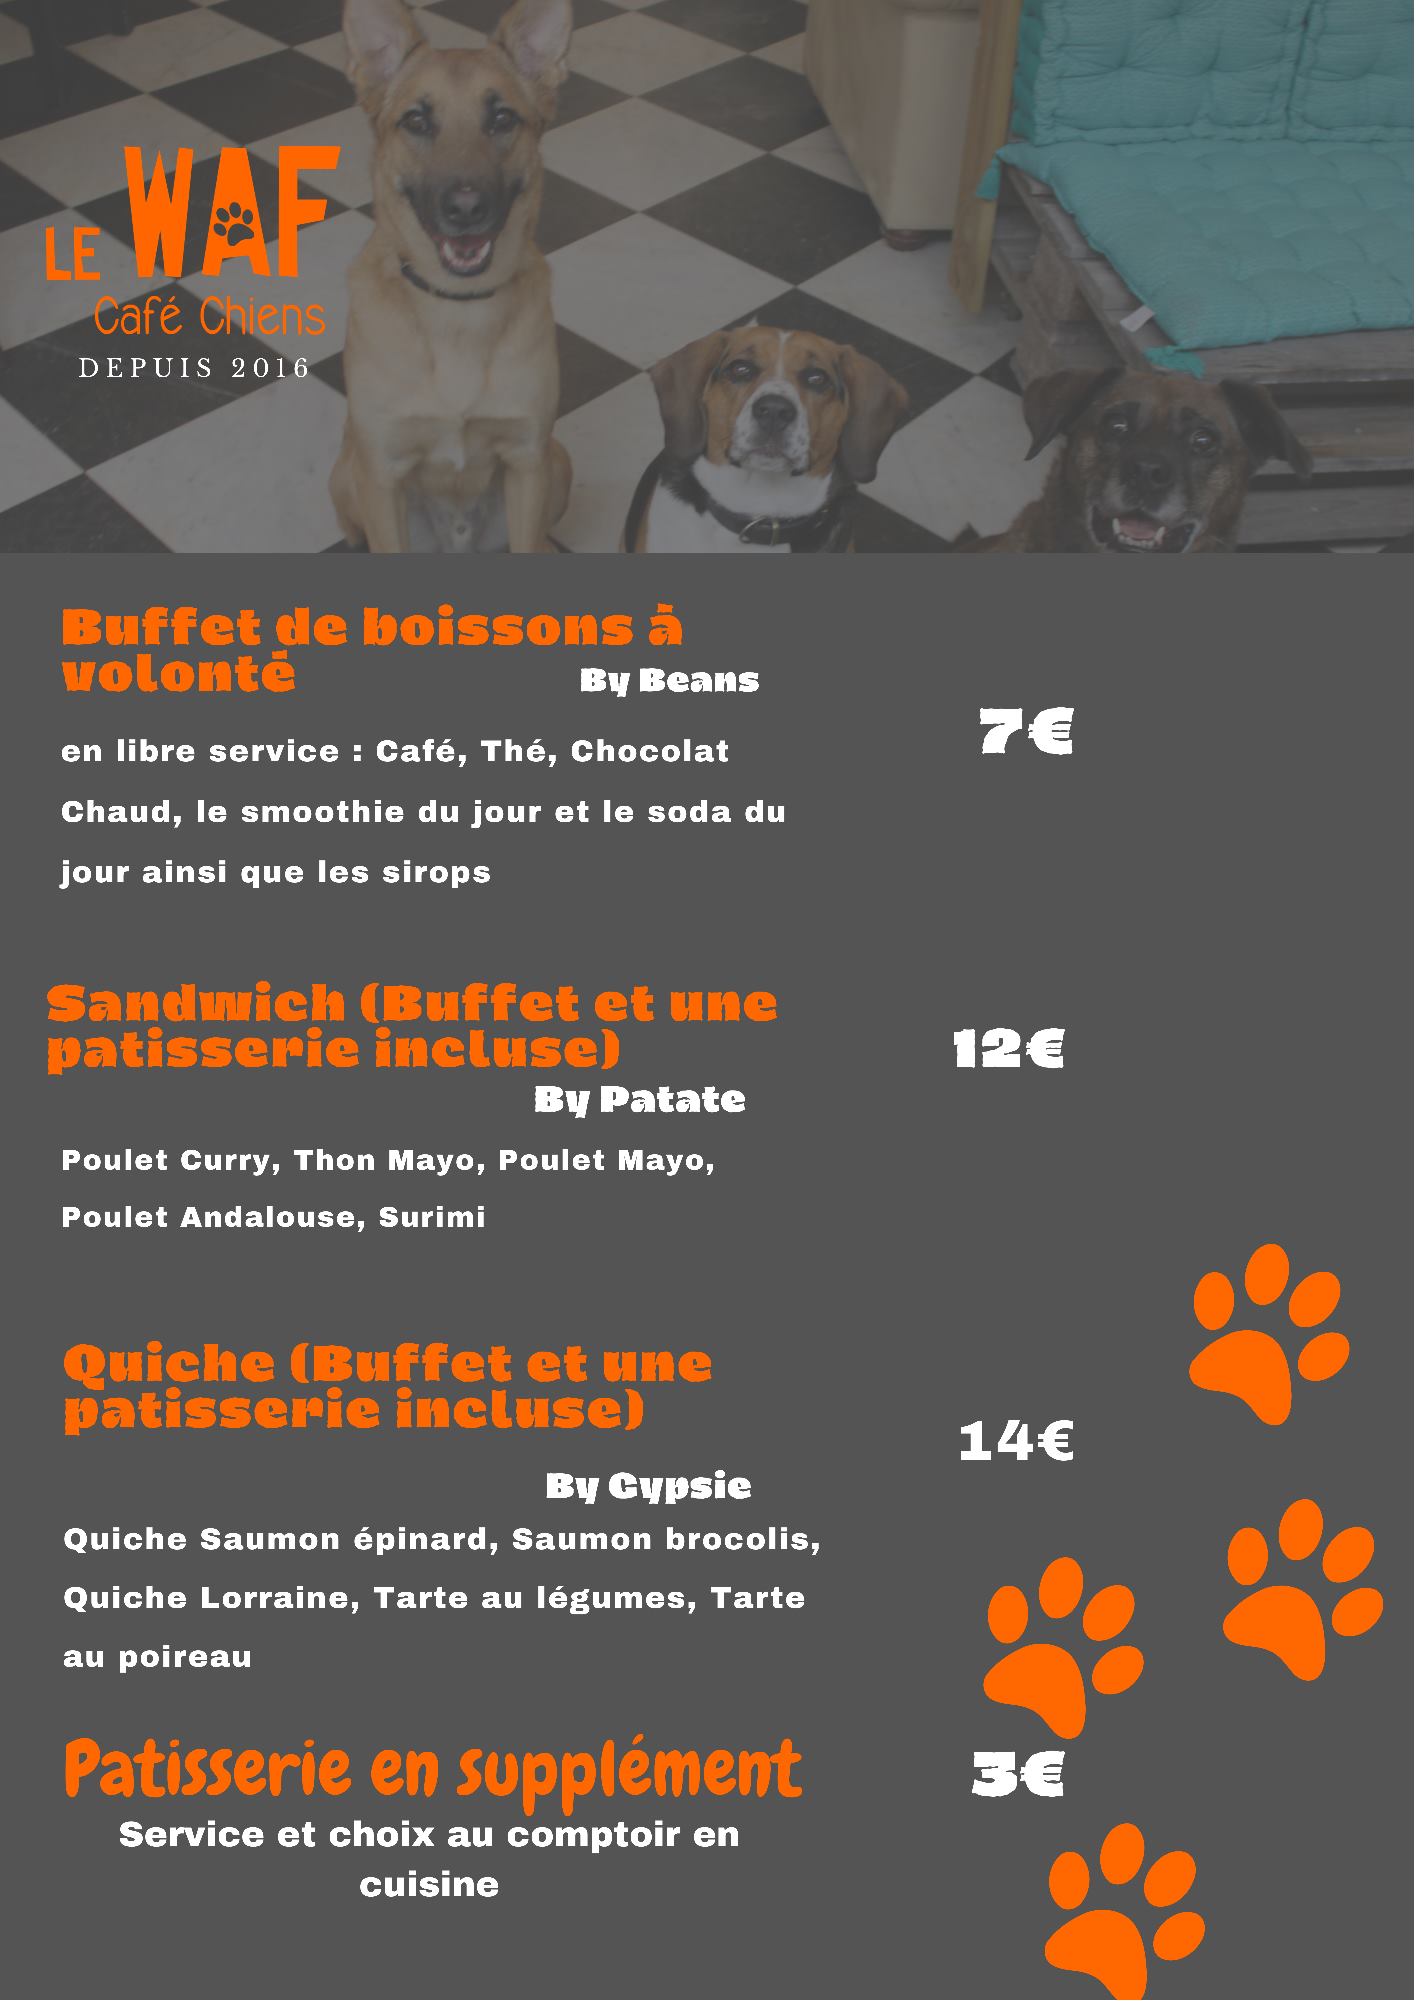 LE WAF
Café Chiens
DEPUIS 2016
Buffet de boissons à
volonté
By Beans
7€
en libre service : Café, Thé, Chocolat
Chaud, le smoothie du jour et le soda du
jour ainsi que les sirops
Sandwich (Buffet et une
patisserie incluse)
12€
By Patate
Poulet Curry, Thon Mayo, Poulet Mayo,
Poulet Andalouse, Surimi
Quiche (Buffet et une
patisserie incluse)
14€
By Gypsie
Quiche Saumon épinard, Saumon brocolis,
Quiche Lorraine, Tarte au légumes, Tarte
au poireau
Patisserie en supplément
3€
Service et choix au comptoir en
cuisine